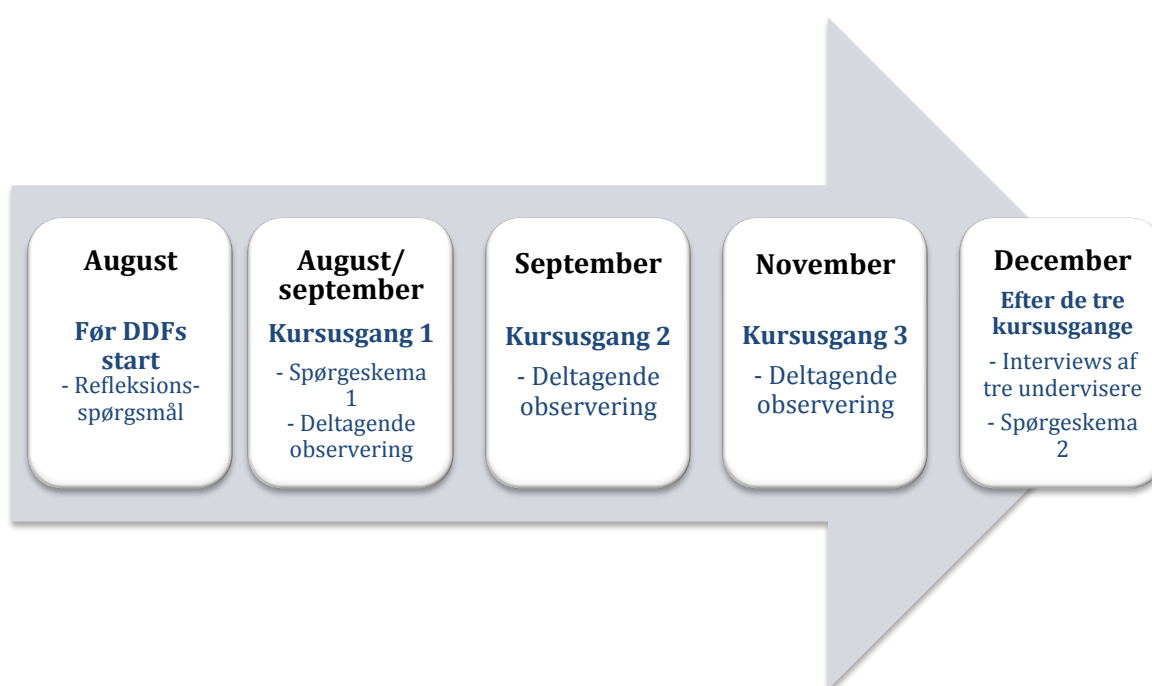 August
Før DDFs
start
- Refleksions-
spørgsmål
August/
september
Kursusgang 1
- Spørgeskema
1
- Deltagende
observering
September
Kursusgang 2
- Deltagende
observering
November
Kursusgang 3
- Deltagende
observering
December
Efter de tre
kursusgange
- Interviews af
tre undervisere
- Spørgeskema
2